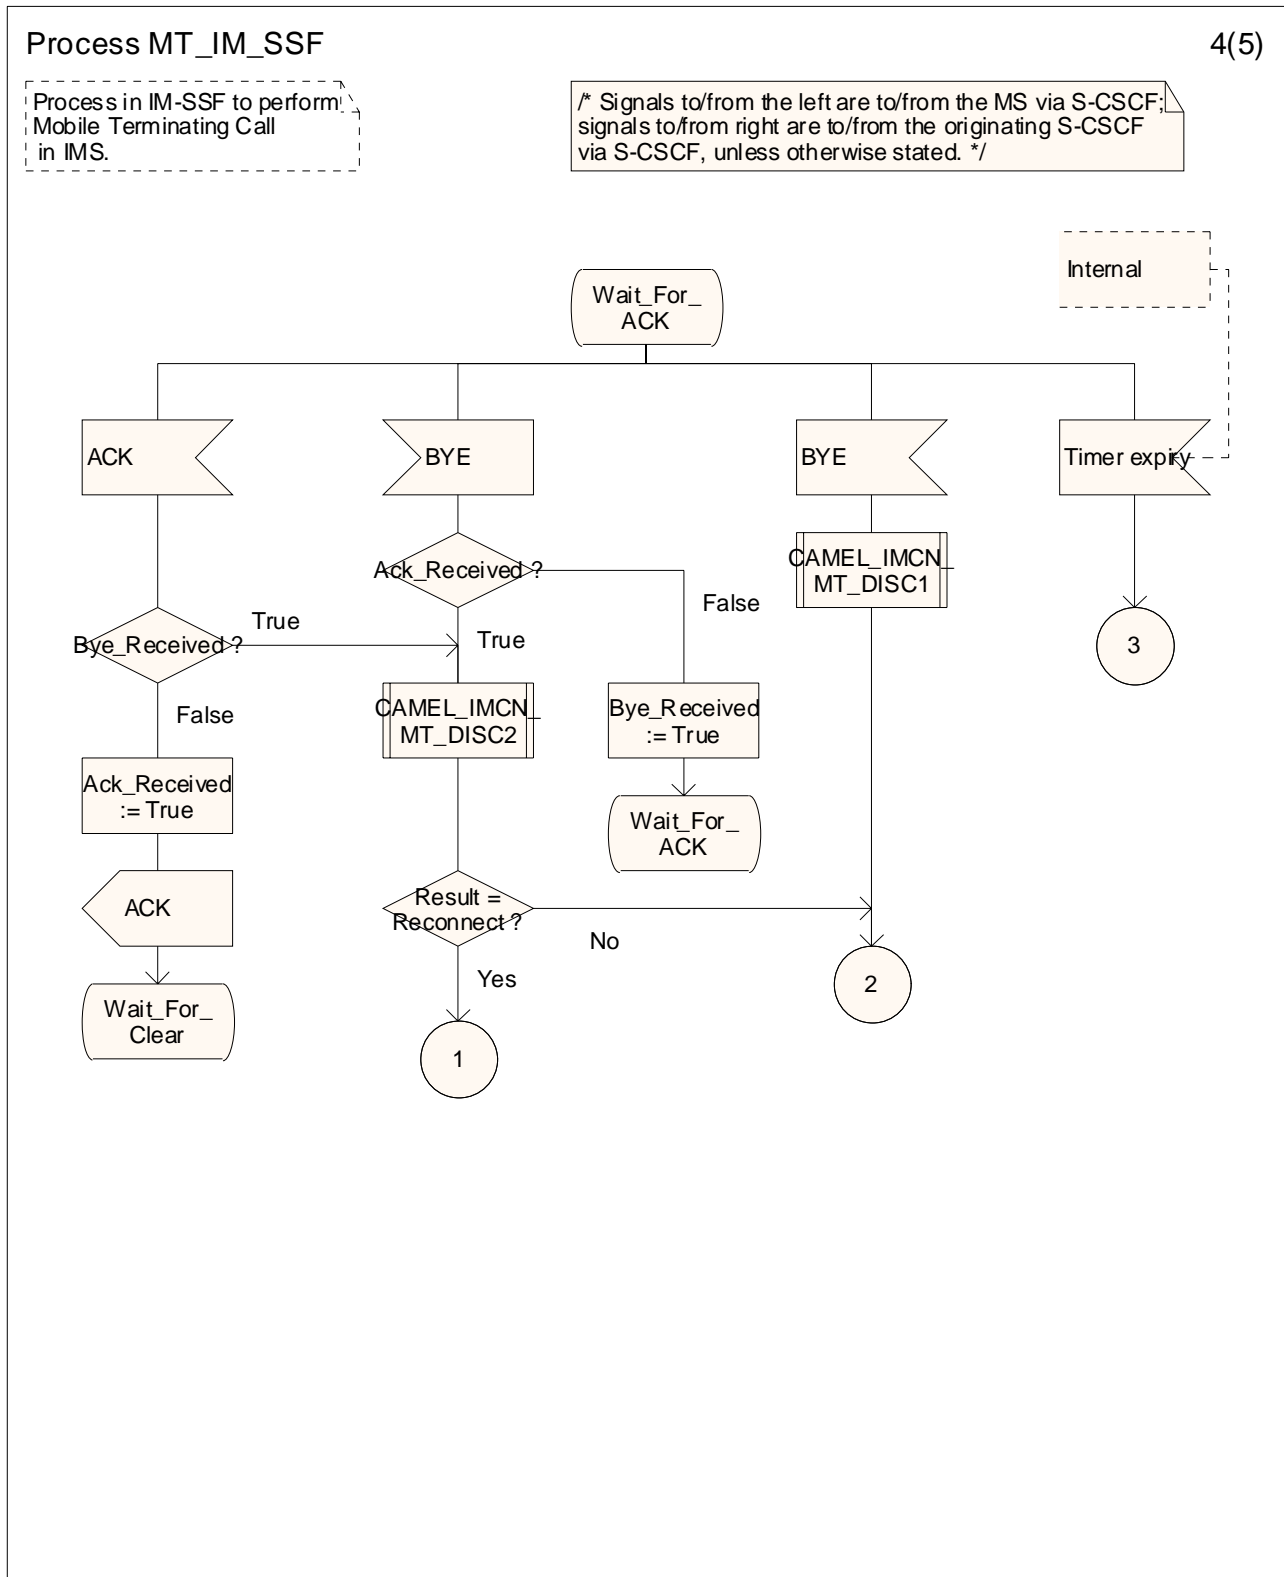 Process MT_IM_SSF
4(5)
Process in IM-SSF to perform
Mobile Terminating Call
in IMS.
/* Signals to/from the left are to/from the MS via S-CSCF;
signals to/from right are to/from the originating S-CSCF
via S-CSCF, unless otherwise stated. */
Internal
Wait_For_
ACK
ACK
BYE
BYE
Timer expiry
Ack_Received ?
CAMEL_IMCN_
MT_DISC1
False
True
True
Bye_Received ?
3
False
CAMEL_IMCN_
MT_DISC2
Bye_Received
:= True
Ack_Received
:= True
Wait_For_
ACK
ACK
Result =
Reconnect ?
No
Yes
2
Wait_For_
Clear
1